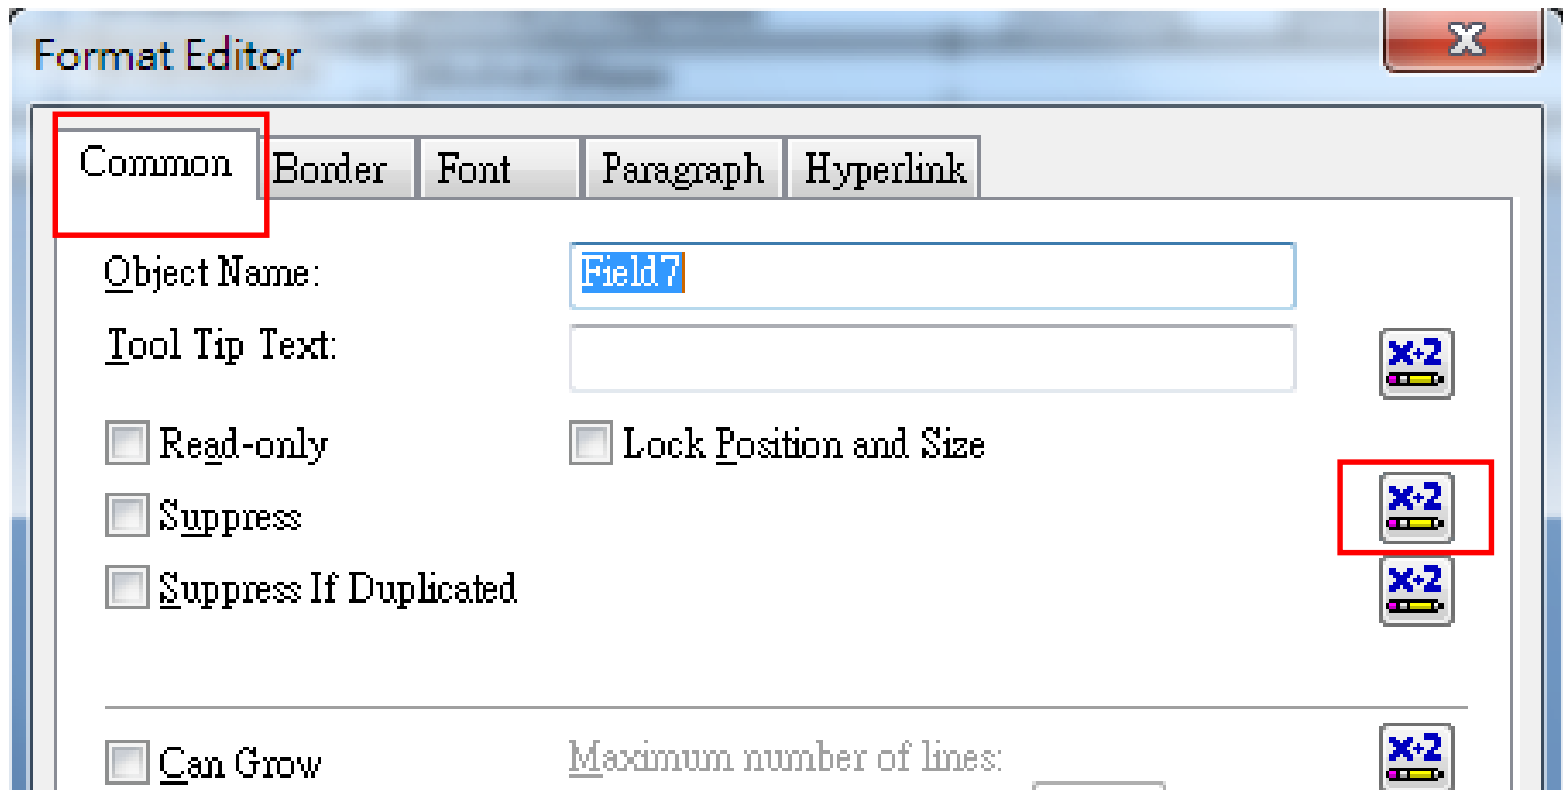 Format Editor
Common Border Font Paragraph Hyperlink
Object Name: Field7
Tool Tip Text: X+2
Read-only Lock Position and Size
Suppress X+2
Suppress If Duplicated X+2
Can Grow Maximum number of lines: X+2